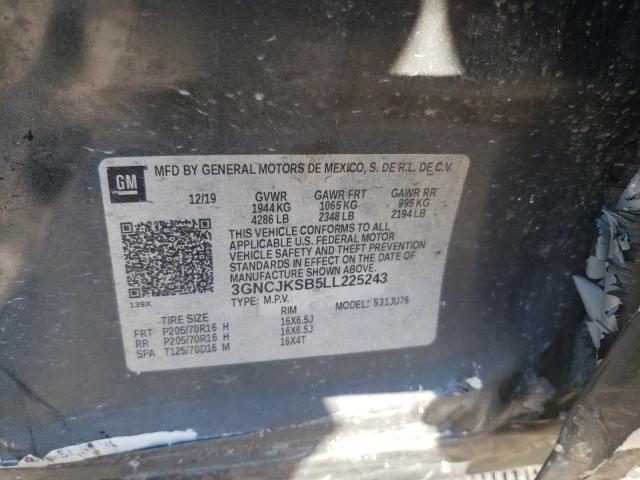 MFD BY GENERAL MOTORS DE MEXICO, S. DE R.L. DE C.V.
GM
12/19 GVWR GAWR FRT GAWR RR
1944 KG 1065 KG 995 KG
4286 LB 2348 LB 2194 LB
THIS VEHICLE CONFORMS TO ALL
APPLICABLE U.S. FEDERAL MOTOR
VEHICLE SAFETY AND THEFT PREVENTION
STANDARDS IN EFFECT ON THE DATE OF
MANUFACTURE SHOWN ABOVE.
3GNCJKSB5LL225243
139X
TYPE: M.P.V. MODEL: 531JU76
TIRE SIZE RIM
FRT P205/70R16 H 16X6.5J
RR P205/70R16 H 16X6.5J
SPA T125/70D16 M 16X4T